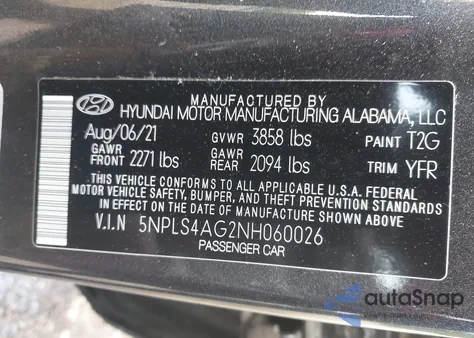 MANUFACTURED BY
HYUNDAI MOTOR MANUFACTURING ALABAMA, LLC
Aug/06/21 GVWR 3858 lbs PAINT T2G
GAWR FRONT 2271 lbs GAWR REAR 2094 lbs TRIM YFR
THIS VEHICLE CONFORMS TO ALL APPLICABLE U.S.A. FEDERAL
MOTOR VEHICLE SAFETY, BUMPER, AND THEFT PREVENTION STANDARDS
IN EFFECT ON THE DATE OF MANUFACTURE SHOWN ABOVE
V.I.N 5NPLS4AG2NH060026
PASSENGER CAR
autoSnap